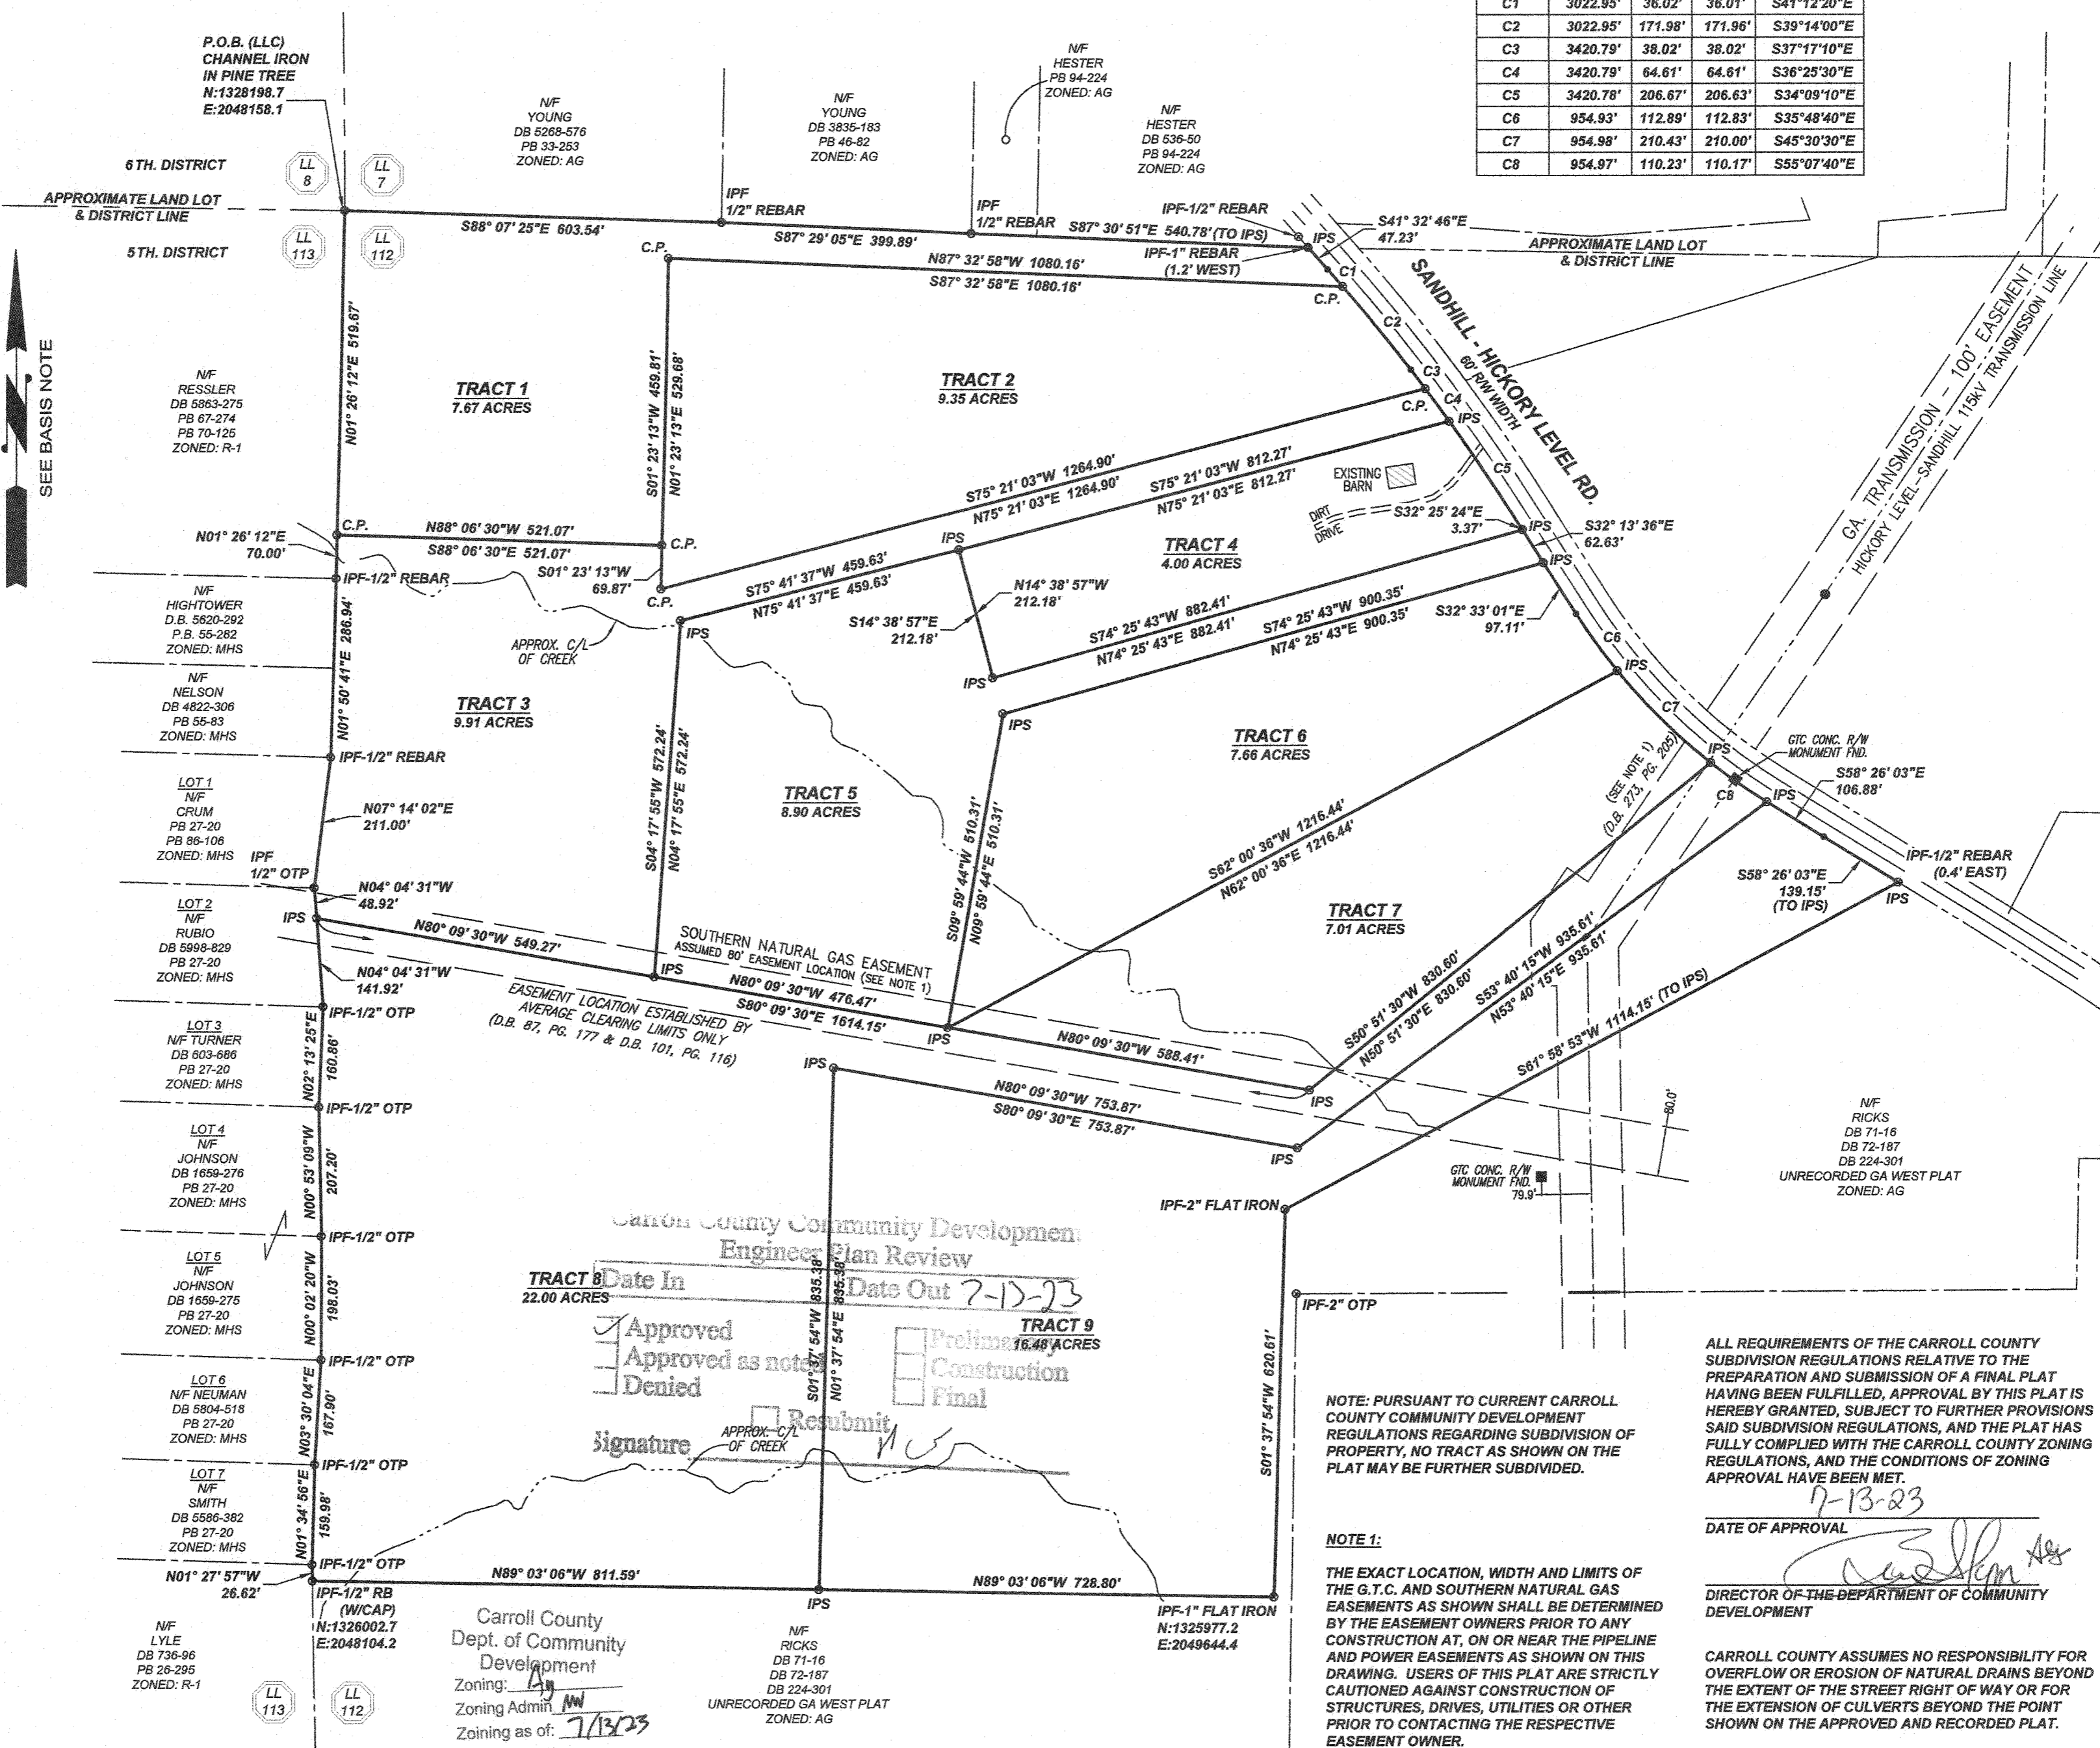 C1 3022.95' 36.02' 36.01' S41°12'20"E
C2 3022.95' 171.98' 171.96' S39°14'00"E
C3 3420.79' 38.02' 38.02' S37°17'10"E
C4 3420.79' 64.61' 64.61' S36°25'30"E
C5 3420.78' 206.67' 206.63' S34°09'10"E
C6 954.93' 112.89' 112.83' S35°48'40"E
C7 954.98' 210.43' 210.00' S45°30'30"E
C8 954.97' 110.23' 110.17' S55°07'40"E
P.O.B. (LLC)
CHANNEL IRON
IN PINE TREE
N:1328198.7
E:2048158.1
N/F
YOUNG
DB 5268-576
PB 33-253
ZONED: AG
N/F
YOUNG
DB 3835-183
PB 46-82
ZONED: AG
N/F
HESTER
PB 94-224
ZONED: AG
N/F
HESTER
DB 536-50
PB 94-224
ZONED: AG
6 TH. DISTRICT
LL
8
LL
7
APPROXIMATE LAND LOT
& DISTRICT LINE
5 TH. DISTRICT
LL
113
LL
112
IPF
1/2" REBAR
IPF
1/2" REBAR
IPF-1/2" REBAR
IPS
S41° 32' 46"E
47.23'
S88° 07' 25"E 603.54'
S87° 29' 05"E 399.89'
S87° 30' 51"E 540.78' (TO IPS)
IPF-1" REBAR
(1.2' WEST)
APPROXIMATE LAND LOT
& DISTRICT LINE
C.P.
N87° 32' 58"W 1080.16'
S87° 32' 58"E 1080.16'
C1
C.P.
C2
C3
C.P.
C4
IPS
C5
SANDHILL - HICKORY LEVEL RD.
60' R/W WIDTH
GA. TRANSMISSION - 100' EASEMENT
HICKORY LEVEL-SANDHILL 115kV TRANSMISSION LINE
SEE BASIS NOTE
N
N/F
RESSLER
DB 5863-275
PB 67-274
PB 70-125
ZONED: R-1
N01° 26' 12"E 519.67'
TRACT 1
7.67 ACRES
S01° 23' 13"W 459.81'
N01° 23' 13"E 529.68'
TRACT 2
9.35 ACRES
S75° 21' 03"W 1264.90'
N75° 21' 03"E 1264.90'
S75° 21' 03"W 812.27'
N75° 21' 03"E 812.27'
EXISTING
BARN
DIRT
DRIVE
S32° 25' 24"E
3.37'
IPS
S32° 13' 36"E
62.63'
IPS
N01° 26' 12"E
70.00'
C.P.
N88° 06' 30"W 521.07'
S88° 06' 30"E 521.07'
C.P.
S01° 23' 13"W
69.87'
C.P.
IPF-1/2" REBAR
APPROX. C/L
OF CREEK
IPS
S75° 41' 37"W 459.63'
N75° 41' 37"E 459.63'
IPS
TRACT 4
4.00 ACRES
N14° 38' 57"W
212.18'
S14° 38' 57"E
212.18'
IPS
S74° 25' 43"W 882.41'
N74° 25' 43"E 882.41'
S74° 25' 43"W 900.35'
N74° 25' 43"E 900.35'
S32° 33' 01"E
97.11'
C6
IPS
C7
N/F
HIGHTOWER
D.B. 5620-292
P.B. 55-282
ZONED: MHS
N01° 50' 41"E 286.94'
N/F
NELSON
DB 4822-306
PB 55-83
ZONED: MHS
IPF-1/2" REBAR
TRACT 3
9.91 ACRES
S04° 17' 55"W 572.24'
N04° 17' 55"E 572.24'
TRACT 5
8.90 ACRES
IPS
S09° 59' 44"W 510.31'
N09° 59' 44"E 510.31'
TRACT 6
7.66 ACRES
S62° 00' 36"W 1216.44'
N62° 00' 36"E 1216.44'
(SEE NOTE 1)
(D.B. 273, PG. 205)
IPS
GTC CONC. R/W
MONUMENT FND.
C8
IPS
S58° 26' 03"E
106.88'
S58° 26' 03"E
139.15'
(TO IPS)
IPF-1/2" REBAR
(0.4' EAST)
IPS
LOT 1
N/F
CRUM
PB 27-20
PB 86-106
ZONED: MHS
N07° 14' 02"E
211.00'
IPF
1/2" OTP
N04° 04' 31"W
48.92'
IPS
LOT 2
N/F
RUBIO
DB 5998-829
PB 27-20
ZONED: MHS
N04° 04' 31"W
141.92'
IPF-1/2" OTP
N80° 09' 30"W 549.27'
IPS
SOUTHERN NATURAL GAS EASEMENT
ASSUMED 80' EASEMENT LOCATION (SEE NOTE 1)
N80° 09' 30"W 476.47'
S80° 09' 30"E 1614.15'
EASEMENT LOCATION ESTABLISHED BY
AVERAGE CLEARING LIMITS ONLY
(D.B. 87, PG. 177 & D.B. 101, PG. 116)
IPS
N80° 09' 30"W 588.41'
IPS
TRACT 7
7.01 ACRES
S50° 51' 30"W 830.60'
N50° 51' 30"E 830.60'
S53° 40' 15"W 935.61'
N53° 40' 15"E 935.61'
S61° 58' 53"W 1114.15' (TO IPS)
80.0'
IPS
N80° 09' 30"W 753.87'
S80° 09' 30"E 753.87'
IPS
LOT 3
N/F TURNER
DB 603-686
PB 27-20
ZONED: MHS
N02° 13' 25"E
160.86'
IPF-1/2" OTP
LOT 4
N/F
JOHNSON
DB 1659-276
PB 27-20
ZONED: MHS
N00° 53' 09"W
207.20'
IPF-1/2" OTP
LOT 5
N/F
JOHNSON
DB 1659-275
PB 27-20
ZONED: MHS
N00° 02' 20"W
198.03'
IPF-1/2" OTP
LOT 6
N/F NEUMAN
DB 5804-518
PB 27-20
ZONED: MHS
N03° 30' 04"E
167.90'
IPF-1/2" OTP
LOT 7
N/F
SMITH
DB 5586-382
PB 27-20
ZONED: MHS
N01° 34' 56"E
159.98'
IPF-1/2" OTP
N01° 27' 57"W
26.62'
IPF-1/2" RB
(W/CAP)
N:1326002.7
E:2048104.2
N/F
RICKS
DB 71-16
DB 72-187
DB 224-301
UNRECORDED GA WEST PLAT
ZONED: AG
GTC CONC. R/W
MONUMENT FND.
79.9'
IPF-2" FLAT IRON
IPF-2" OTP
Carroll County Community Development
Engineer Plan Review
Date In
Date Out 7-13-23
Approved
Approved as noted
Denied
Preliminary
Construction
Final
Resubmit
Signature
TRACT 8
22.00 ACRES
S01° 37' 54"W 835.38'
N01° 37' 54"E 835.38'
TRACT 9
16.48 ACRES
APPROX. C/L
OF CREEK
S01° 37' 54"W 620.61'
N89° 03' 06"W 811.59'
IPS
N89° 03' 06"W 728.80'
IPF-1" FLAT IRON
N:1325977.2
E:2049644.4
N/F
LYLE
DB 736-96
PB 26-295
ZONED: R-1
LL
113
LL
112
Carroll County
Dept. of Community
Development
Zoning: Ag
Zoning Admin
Zoining as of: 7/13/23
N/F
RICKS
DB 71-16
DB 72-187
DB 224-301
UNRECORDED GA WEST PLAT
ZONED: AG
NOTE: PURSUANT TO CURRENT CARROLL
COUNTY COMMUNITY DEVELOPMENT
REGULATIONS REGARDING SUBDIVISION OF
PROPERTY, NO TRACT AS SHOWN ON THE
PLAT MAY BE FURTHER SUBDIVIDED.
NOTE 1:
THE EXACT LOCATION, WIDTH AND LIMITS OF
THE G.T.C. AND SOUTHERN NATURAL GAS
EASEMENTS AS SHOWN SHALL BE DETERMINED
BY THE EASEMENT OWNERS PRIOR TO ANY
CONSTRUCTION AT, ON OR NEAR THE PIPELINE
AND POWER EASEMENTS AS SHOWN ON THIS
DRAWING. USERS OF THIS PLAT ARE STRICTLY
CAUTIONED AGAINST CONSTRUCTION OF
STRUCTURES, DRIVES, UTILITIES OR OTHER
PRIOR TO CONTACTING THE RESPECTIVE
EASEMENT OWNER.
ALL REQUIREMENTS OF THE CARROLL COUNTY
SUBDIVISION REGULATIONS RELATIVE TO THE
PREPARATION AND SUBMISSION OF A FINAL PLAT
HAVING BEEN FULFILLED, APPROVAL BY THIS PLAT IS
HEREBY GRANTED, SUBJECT TO FURTHER PROVISIONS
SAID SUBDIVISION REGULATIONS, AND THE PLAT HAS
FULLY COMPLIED WITH THE CARROLL COUNTY ZONING
REGULATIONS, AND THE CONDITIONS OF ZONING
APPROVAL HAVE BEEN MET.
7-13-23
DATE OF APPROVAL
DIRECTOR OF THE DEPARTMENT OF COMMUNITY
DEVELOPMENT
CARROLL COUNTY ASSUMES NO RESPONSIBILITY FOR
OVERFLOW OR EROSION OF NATURAL DRAINS BEYOND
THE EXTENT OF THE STREET RIGHT OF WAY OR FOR
THE EXTENSION OF CULVERTS BEYOND THE POINT
SHOWN ON THE APPROVED AND RECORDED PLAT.